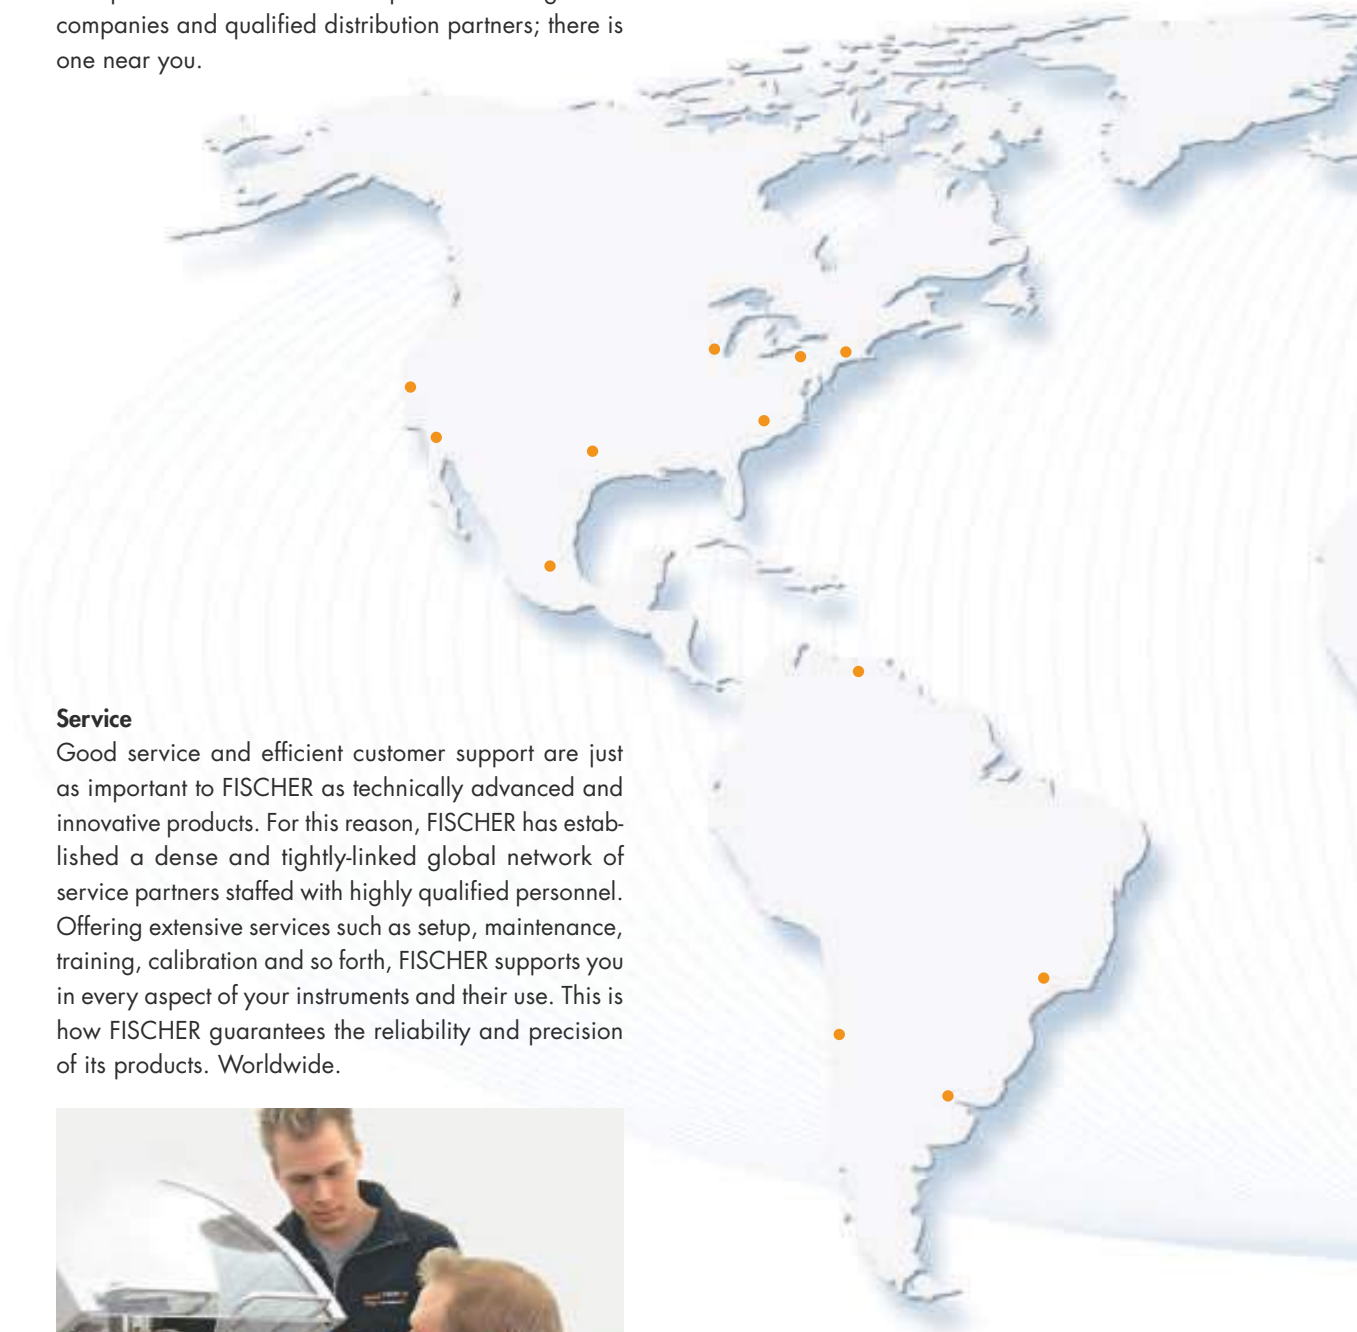 companies and qualified distribution partners; there is
one near you.
Service
Good service and efficient customer support are just
as important to FISCHER as technically advanced and
innovative products. For this reason, FISCHER has estab-
lished a dense and tightly-linked global network of
service partners staffed with highly qualified personnel.
Offering extensive services such as setup, maintenance,
training, calibration and so forth, FISCHER supports you
in every aspect of your instruments and their use. This is
how FISCHER guarantees the reliability and precision
of its products. Worldwide.